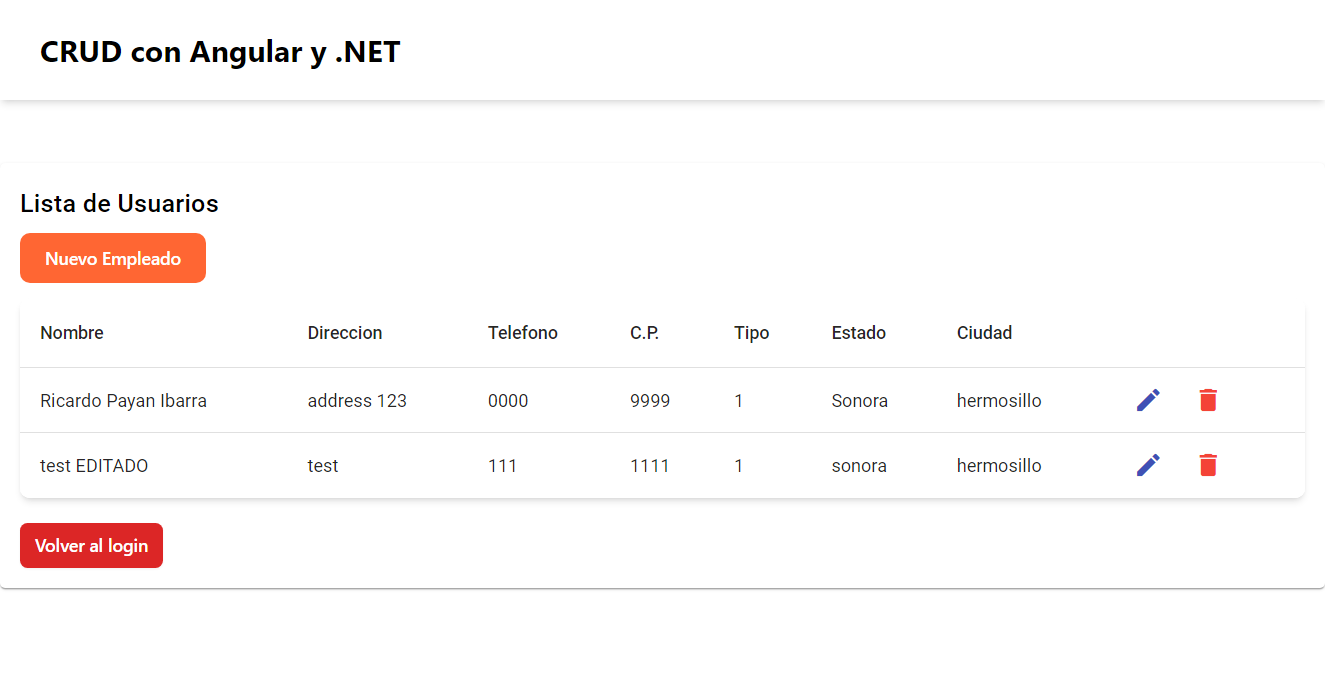 CRUD con Angular y .NET
Lista de Usuarios
Nuevo Empleado
Nombre Direccion Telefono C.P. Tipo Estado Ciudad
Ricardo Payan Ibarra address 123 0000 9999 1 Sonora hermosillo
test EDITADO test 111 1111 1 sonora hermosillo
Volver al login